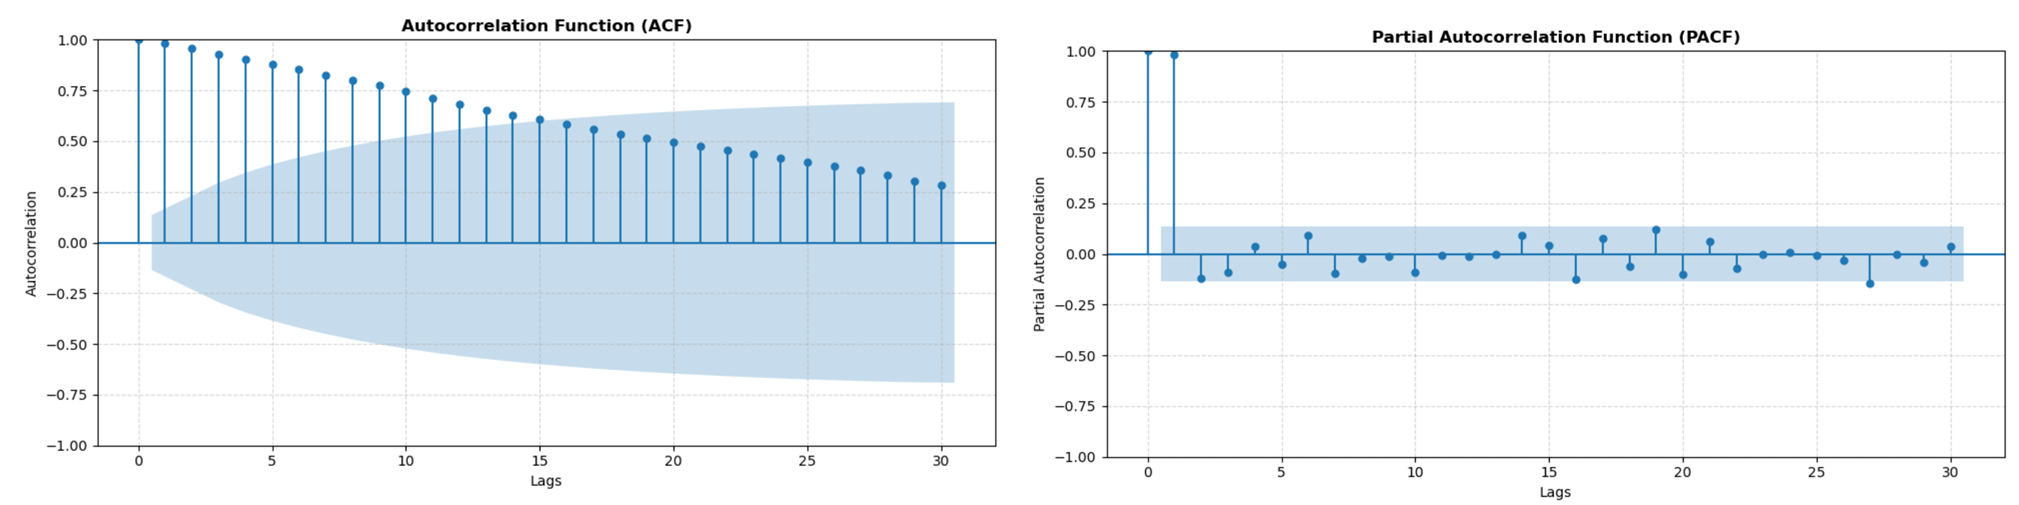 Autocorrelation Function (ACF)
1.00
0.75
0.50
0.25
0.00
−0.25
−0.50
−0.75
−1.00
Autocorrelation
0 5 10 15 20 25 30
Lags
Partial Autocorrelation Function (PACF)
1.00
0.75
0.50
0.25
0.00
−0.25
−0.50
−0.75
−1.00
Partial Autocorrelation
0 5 10 15 20 25 30
Lags